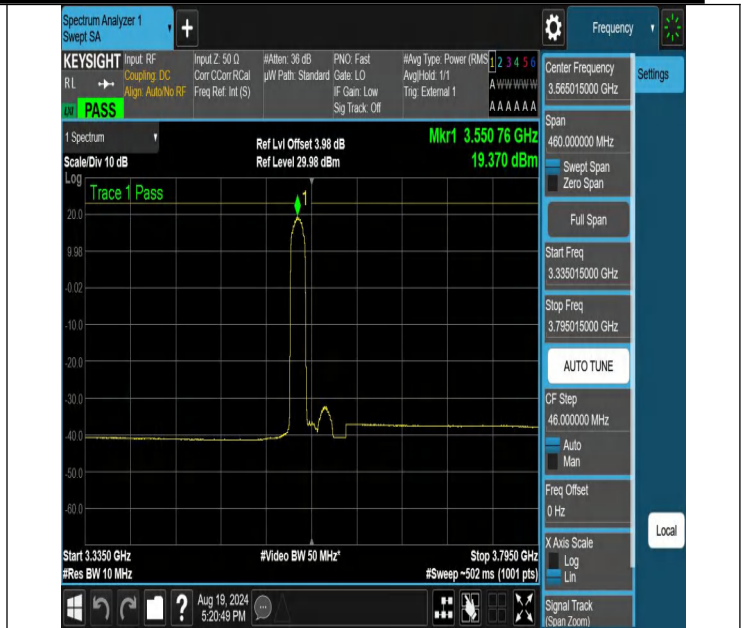 Spectrum Analyzer 1
Swept SA
+
Frequency
KEYSIGHT
RL
PASS
Input: RF
Coupling: DC
Align: Auto/No RF
Input Z: 50 Ω
Corr CCorr RCal
Freq Ref: Int (S)
#Atten: 36 dB
µW Path: Standard
PNO: Fast
Gate: LO
IF Gain: Low
Sig Track: Off
#Avg Type: Power (RMS
Avg|Hold: 1/1
Trig: External 1
1 2 3 4 5 6
A W W W W W
A A A A A A
Center Frequency
3.565015000 GHz
Settings
1 Spectrum
Scale/Div 10 dB
Ref Lvl Offset 3.98 dB
Ref Level 29.98 dBm
Mkr1 3.550 76 GHz
19.370 dBm
Span
460.000000 MHz
Swept Span
Zero Span
Log
Trace 1 Pass
1
20.0
9.98
-0.02
-10.0
-20.0
-30.0
-40.0
-50.0
-60.0
Full Span
Start Freq
3.335015000 GHz
Stop Freq
3.795015000 GHz
AUTO TUNE
CF Step
46.000000 MHz
Auto
Man
Freq Offset
0 Hz
Local
X Axis Scale
Log
Lin
Signal Track
(Span Zoom)
Start 3.3350 GHz
#Res BW 10 MHz
#Video BW 50 MHz*
Stop 3.7950 GHz
#Sweep ~502 ms (1001 pts)
?
Aug 19, 2024
5:20:49 PM